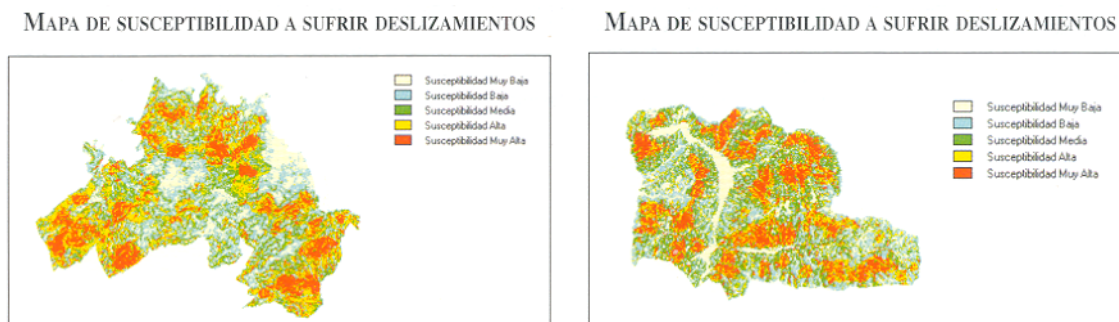 MAPA DE SUSCEPTIBILIDAD A SUFRIR DESLIZAMIENTOS
Susceptibilidad Muy Baja
Susceptibilidad Baja
Susceptibilidad Media
Susceptibilidad Alta
Susceptibilidad Muy Alta
MAPA DE SUSCEPTIBILIDAD A SUFRIR DESLIZAMIENTOS
Susceptibilidad Muy Baja
Susceptibilidad Baja
Susceptibilidad Media
Susceptibilidad Alta
Susceptibilidad Muy Alta